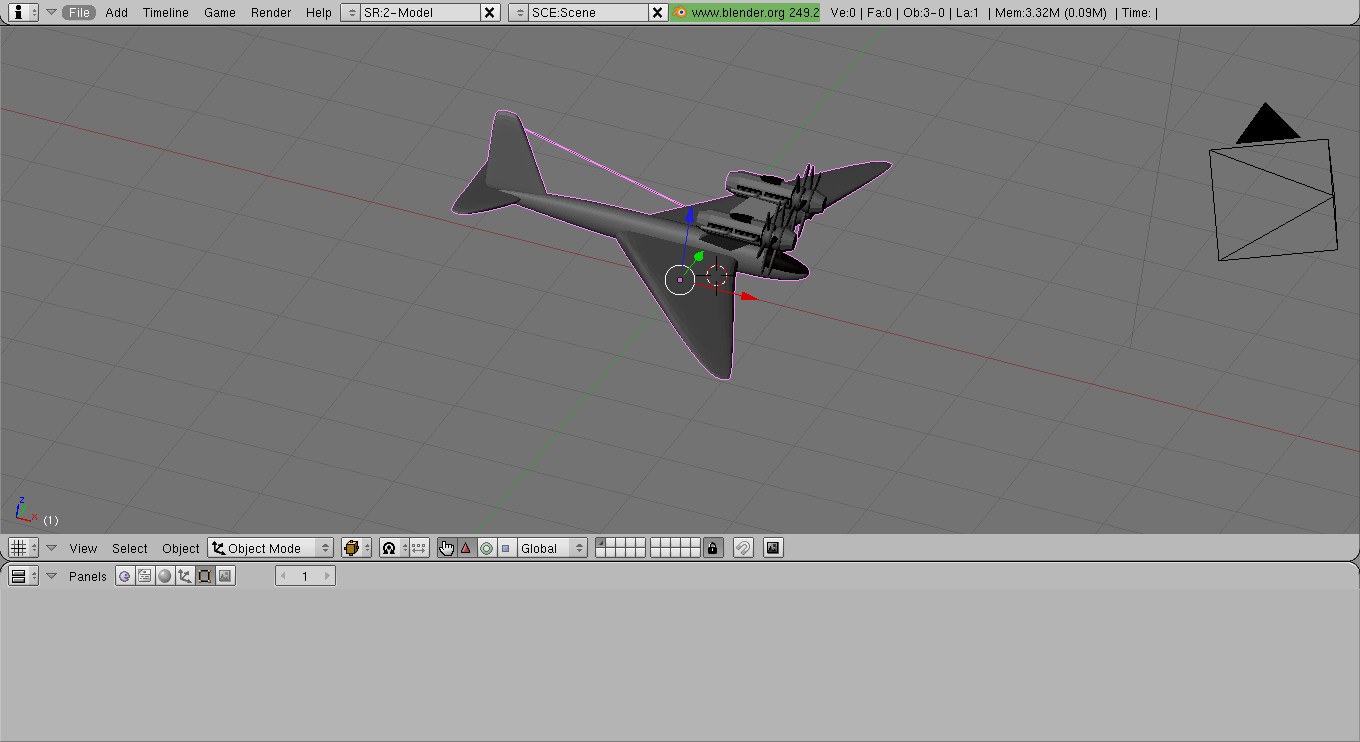 File Add Timeline Game Render Help SR:2-Model SCE:Scene www.blender.org 249.2 Ve:0 | Fa:0 | Ob:3-0 | La:1 | Mem:3.32M (0.09M) | Time: |
z
x (1)
View Select Object Object Mode Global
Panels 1